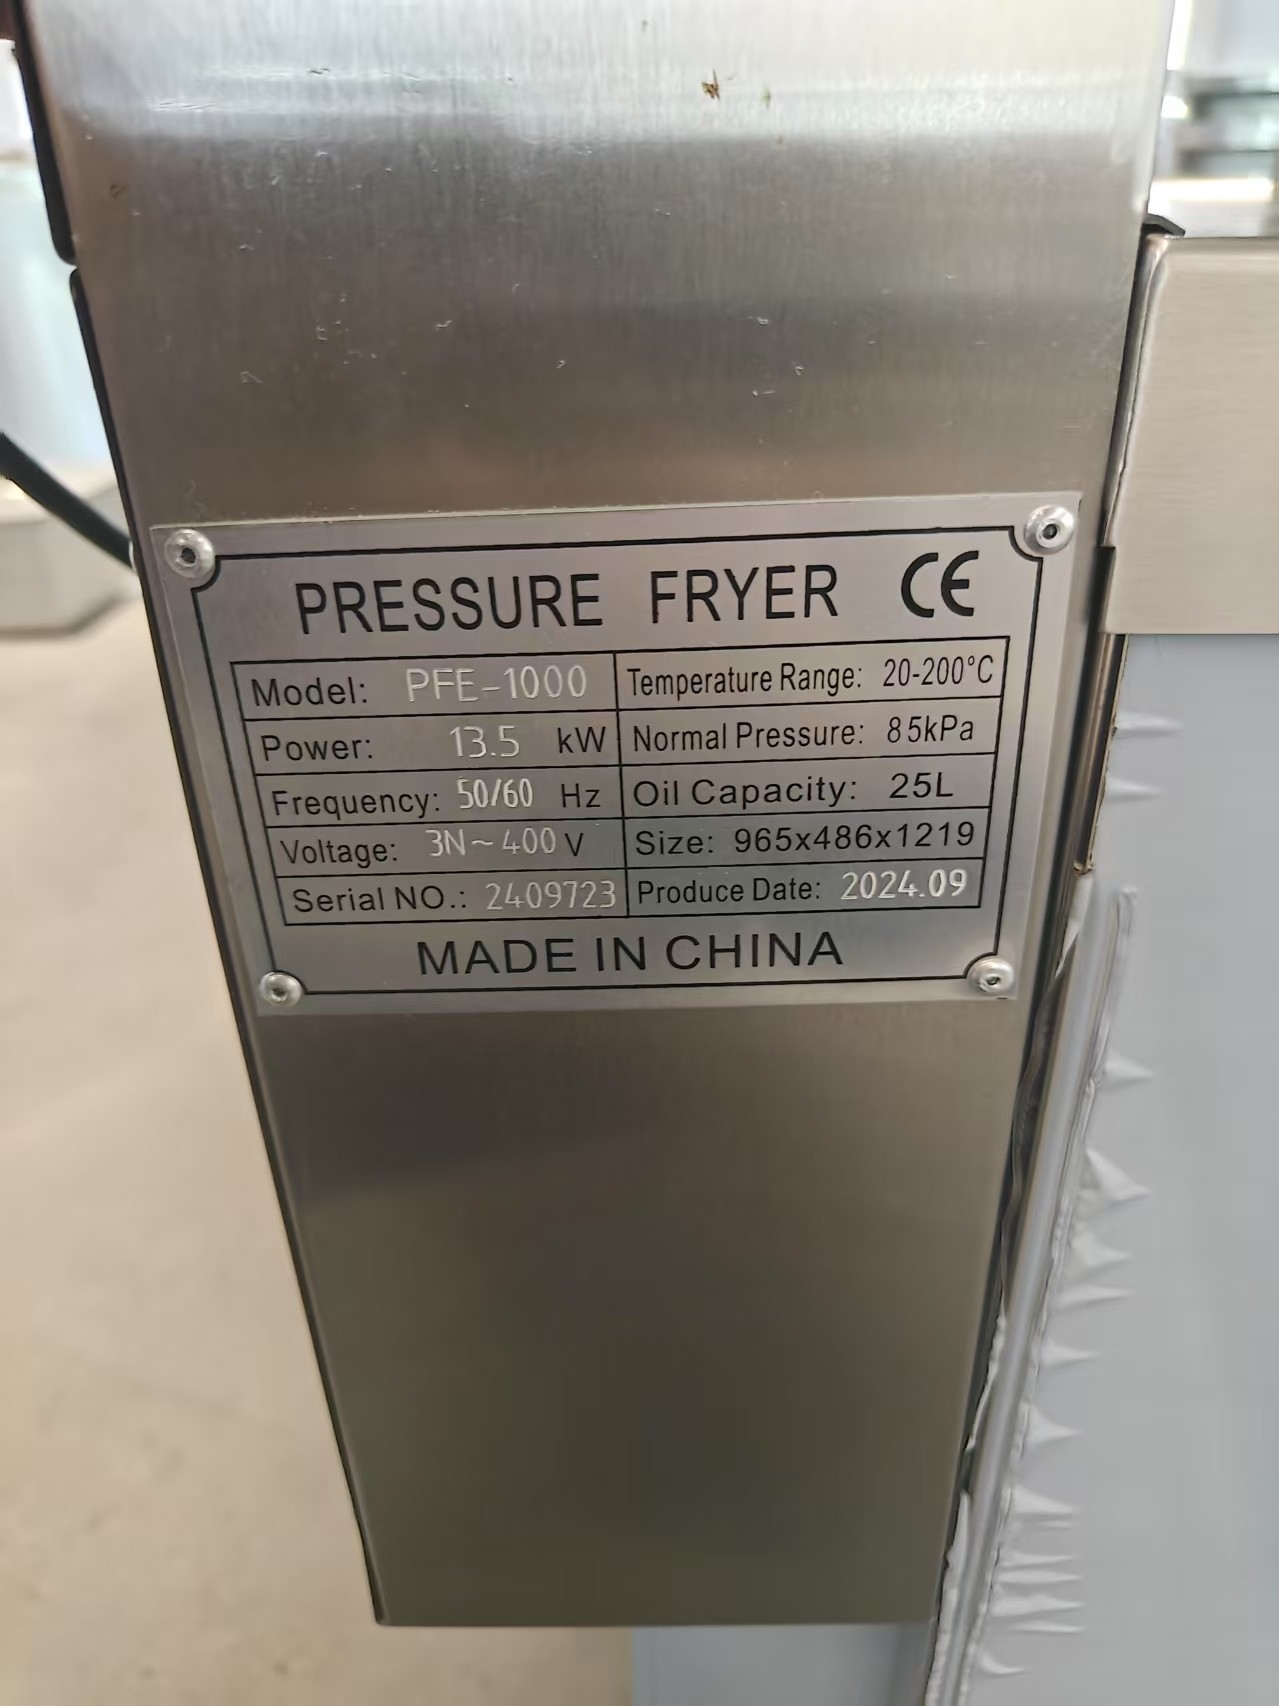 PRESSURE FRYER CE
Model: PFE-1000 Temperature Range: 20-200°C
Power: 13.5 kW Normal Pressure: 85kPa
Frequency: 50/60 Hz Oil Capacity: 25L
Voltage: 3N~400V Size: 965x486x1219
Serial NO.: 2409723 Produce Date: 2024.09
MADE IN CHINA